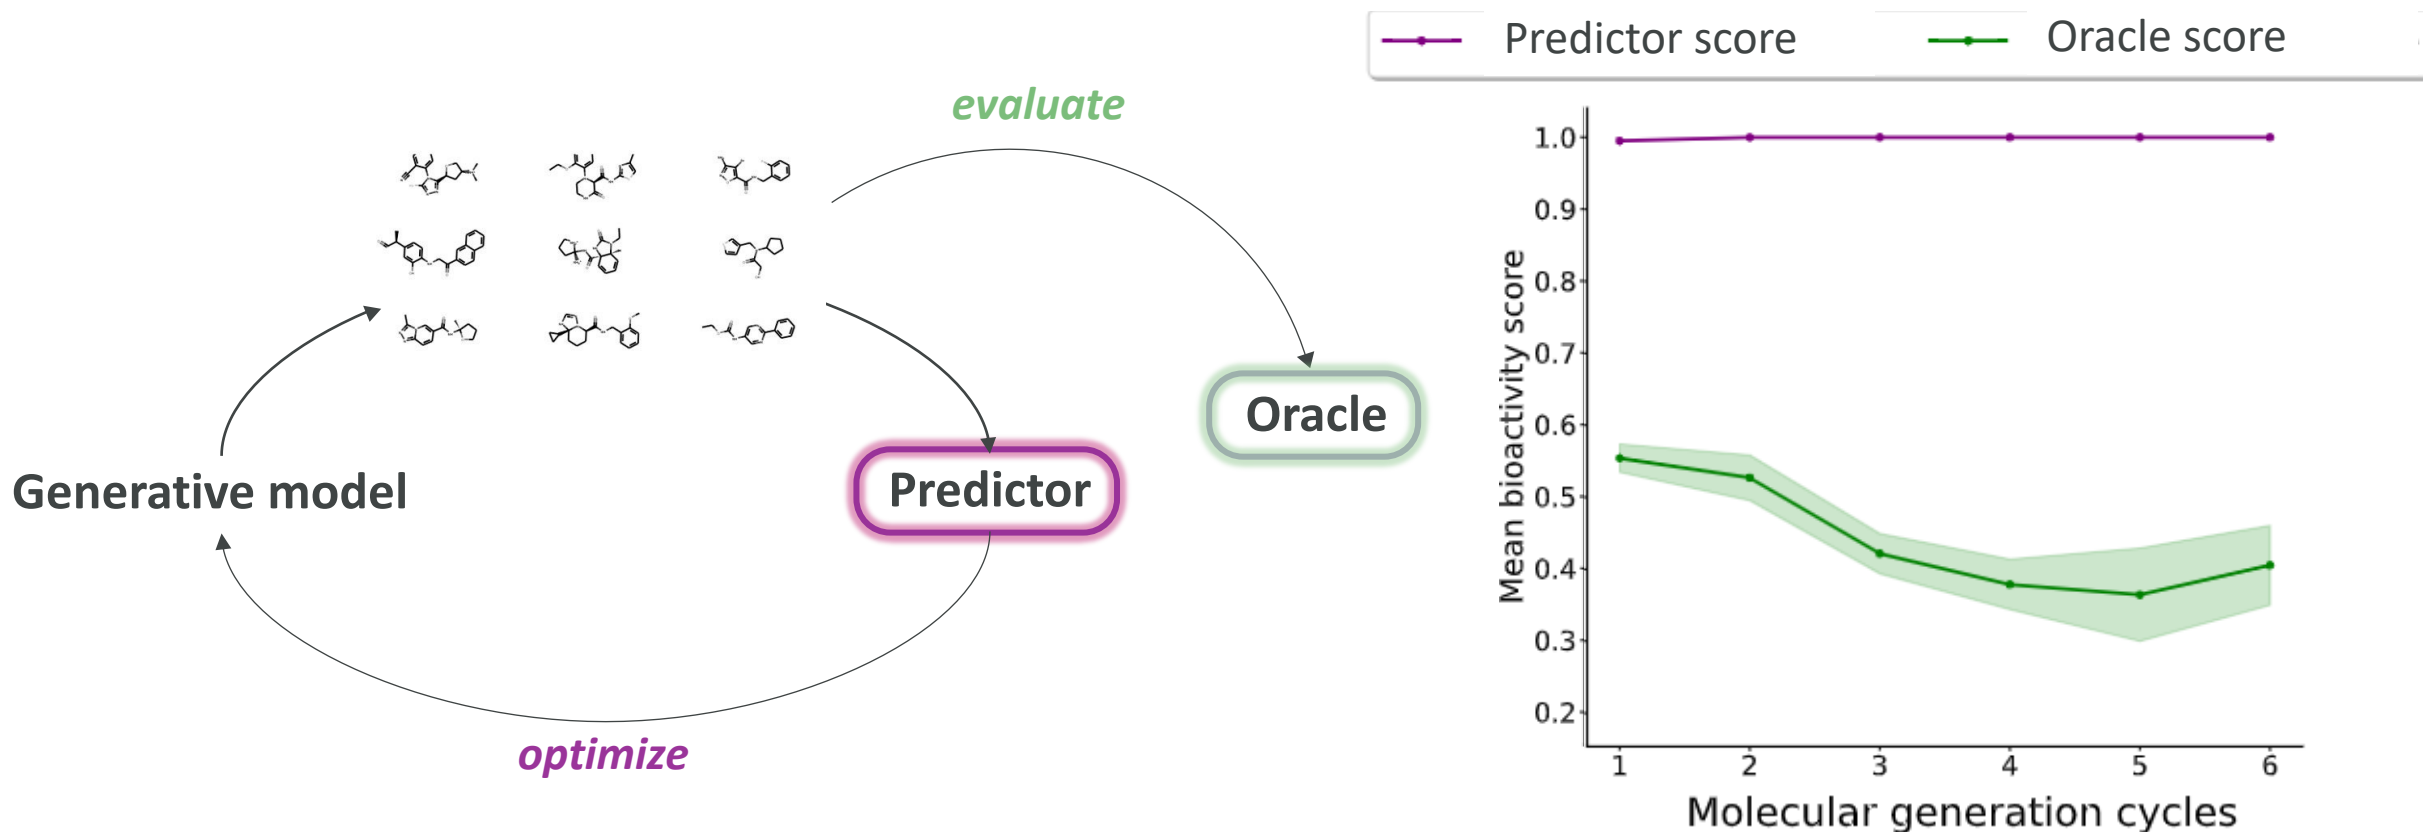 Predictor score
Oracle score
evaluate
Oracle
Predictor
Generative model
optimize
Mean bioactivity score
1.0
0.9
0.8
0.7
0.6
0.5
0.4
0.3
0.2
1 2 3 4 5 6
Molecular generation cycles